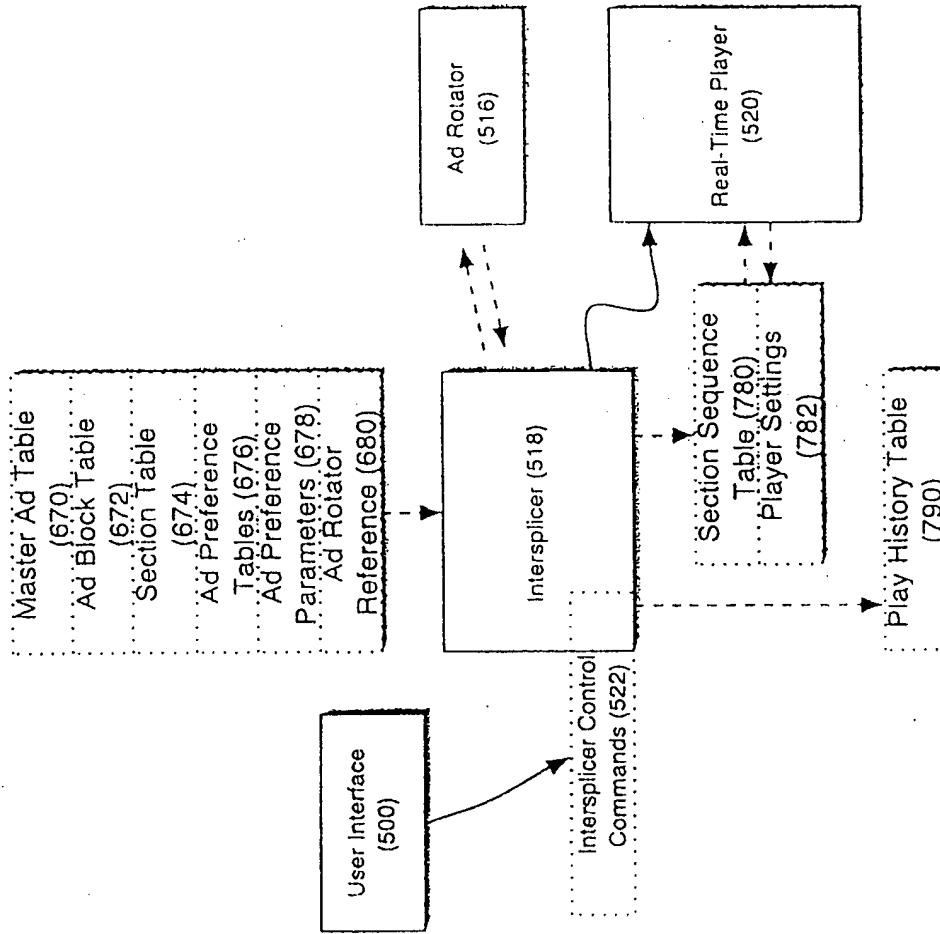 Master Ad Table
(670)
Ad Block Table
(672)
Section Table
(674)
Ad Preference
Tables (676)
Ad Preference
Parameters (678)
Ad Rotator
Reference (680)
Ad Rotator
(516)
User Interface
(500)
Intersplicer (518)
Real-Time Player
(520)
Intersplicer Control
Commands (522)
Section Sequence
Table (780)
Player Settings
(782)
Play History Table
(790)